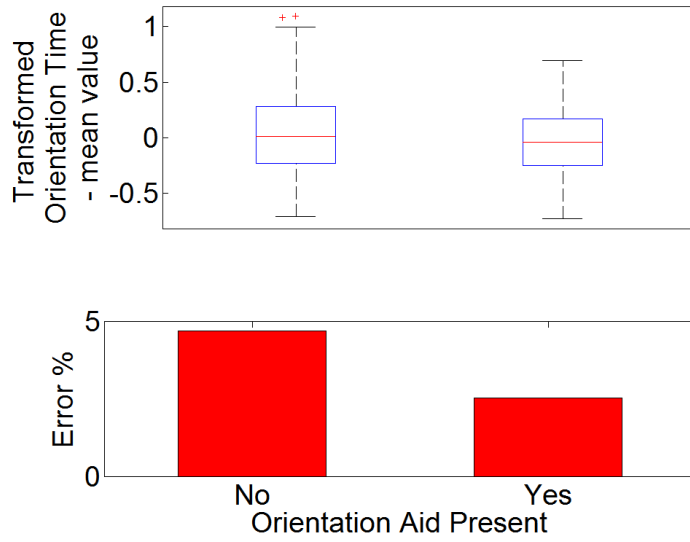 Transformed
Orientation Time
- mean value
1
0.5
0
-0.5
Error %
5
0
No Yes
Orientation Aid Present